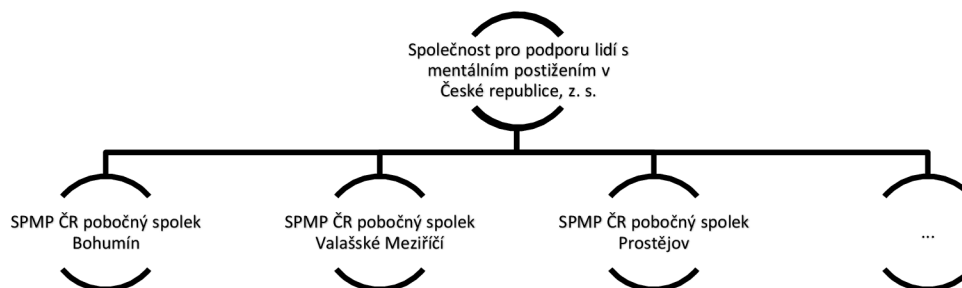 Společnost pro podporu lidí s
mentálním postižením v
České republice, z. s.
SPMP ČR pobočný spolek
Bohumín
SPMP ČR pobočný spolek
Valašské Meziříčí
SPMP ČR pobočný spolek
Prostějov
...